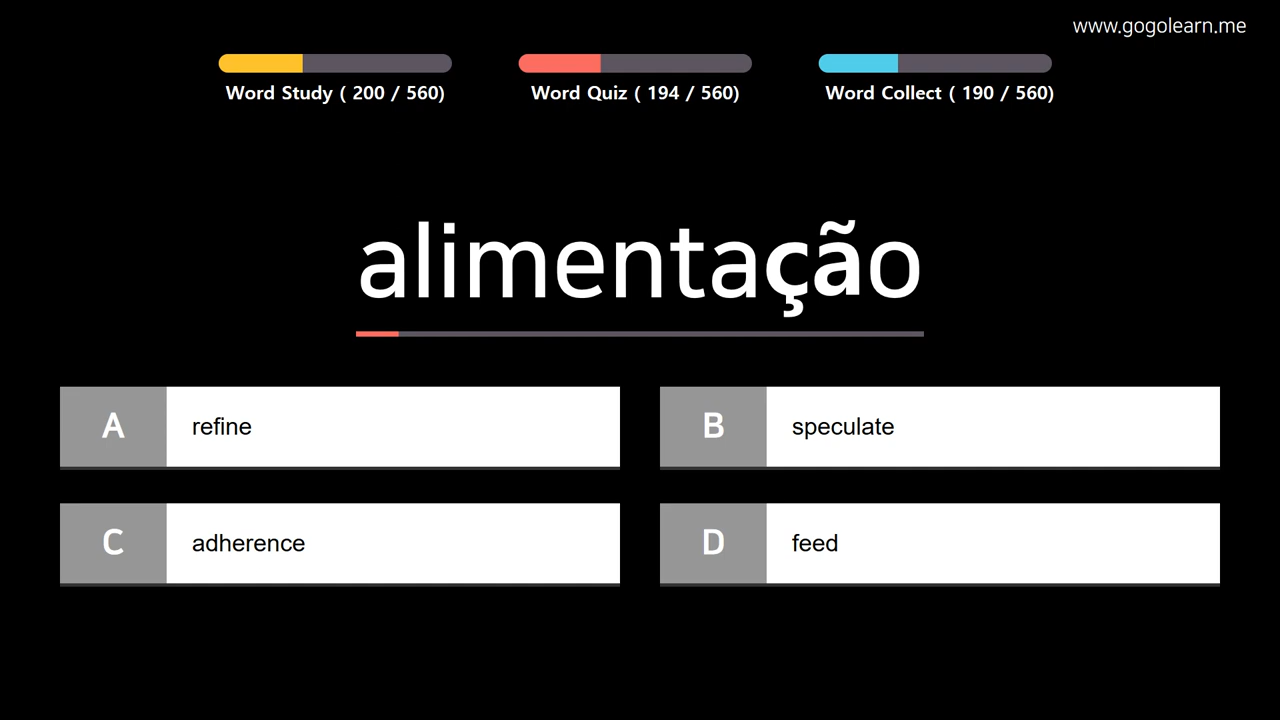 www.gogolearn.me
Word Study ( 200 / 560)
Word Quiz ( 194 / 560)
Word Collect ( 190 / 560)
alimentação
A refine
B speculate
C adherence
D feed